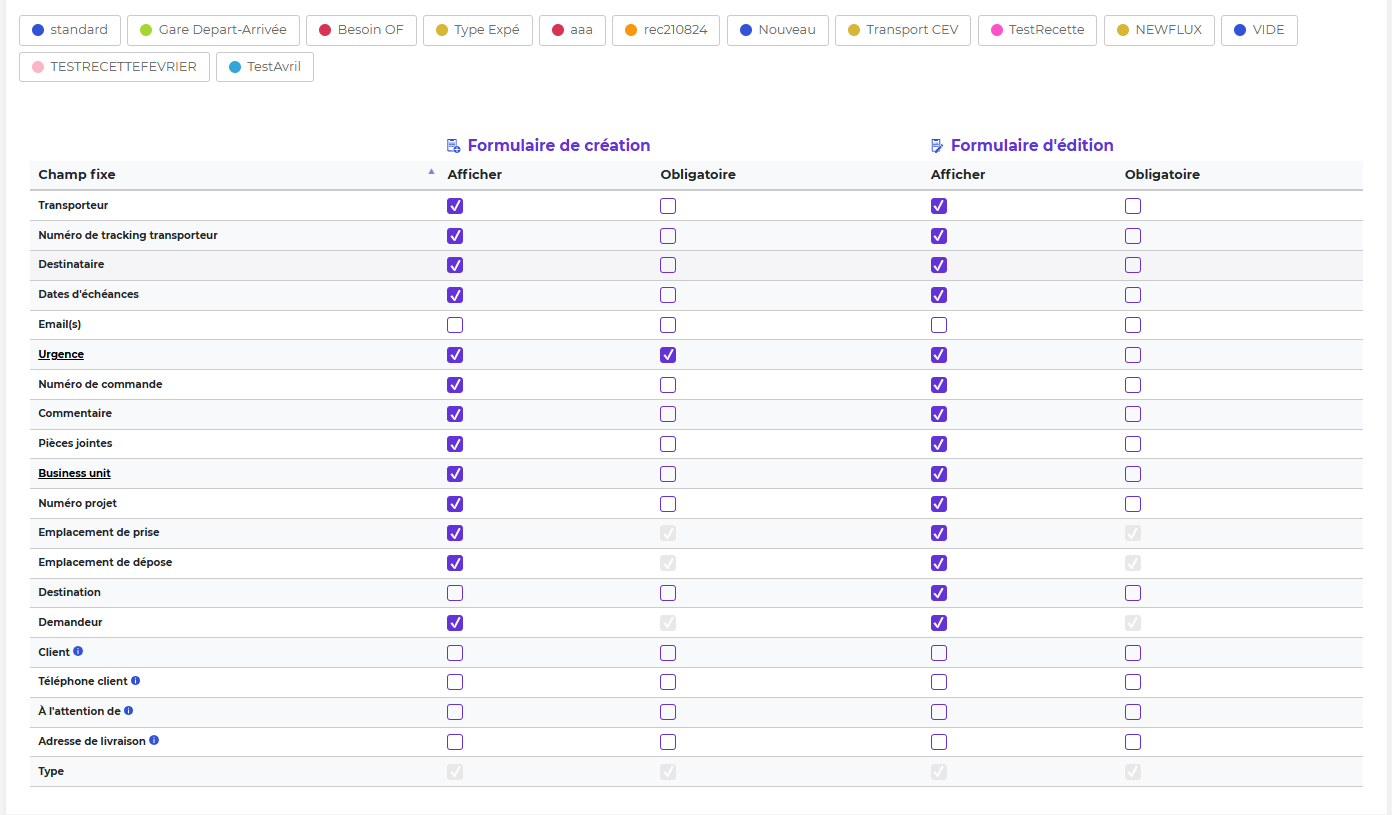 standard Gare Depart-Arrivée Besoin OF Type Expé aaa rec210824 Nouveau Transport CEV TestRecette NEWFLUX VIDE
TESTRECETTEFEVRIER TestAvril
Formulaire de création Formulaire d'édition
Champ fixe Afficher Obligatoire Afficher Obligatoire
Transporteur
Numéro de tracking transporteur
Destinataire
Dates d'échéances
Email(s)
Urgence
Numéro de commande
Commentaire
Pièces jointes
Business unit
Numéro projet
Emplacement de prise
Emplacement de dépose
Destination
Demandeur
Client
Téléphone client
À l'attention de
Adresse de livraison
Type